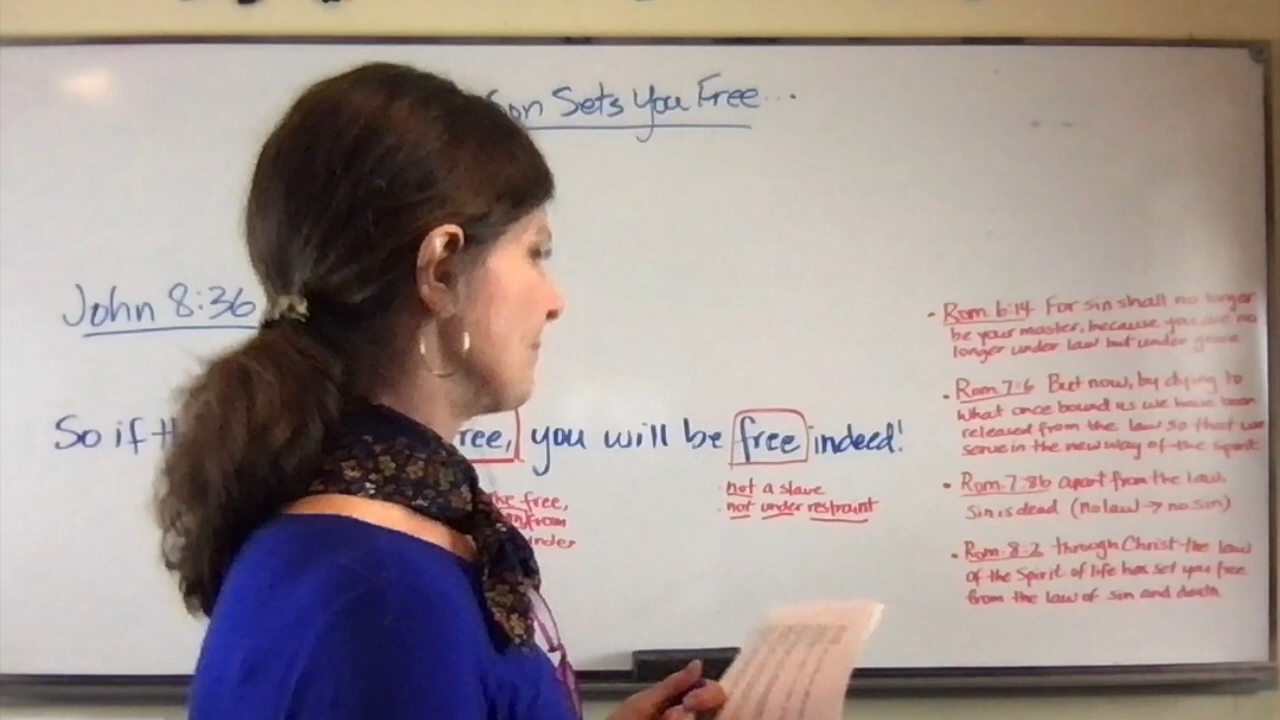 Son Sets You Free...
John 8:36
So if th ree, you will be free indeed!
ke free,
on from
under
not a slave
not under restraint
• Rom. 6:14 For sin shall no longer
be your master, because you are no
longer under law but under grace
• Rom. 7:6 But now, by dying to
what once bound us we have been
released from the law so that we
serve in the new way of the Spirit
• Rom. 7:8b apart from the law,
Sin is dead (no law → no sin)
• Rom. 8:2 through Christ the law
of the Spirit of life has set you free
from the law of sin and death